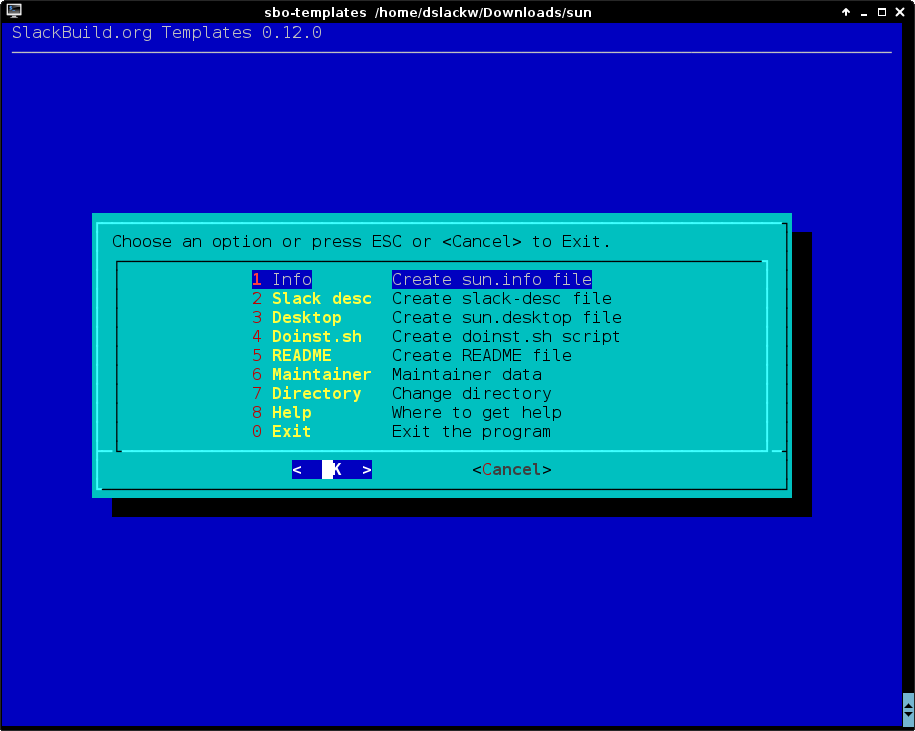 sbo-templates /home/dslackw/Downloads/sun
SlackBuild.org Templates 0.12.0
Choose an option or press ESC or <Cancel> to Exit.
1 Info Create sun.info file
2 Slack desc Create slack-desc file
3 Desktop Create sun.desktop file
4 Doinst.sh Create doinst.sh script
5 README Create README file
6 Maintainer Maintainer data
7 Directory Change directory
8 Help Where to get help
0 Exit Exit the program
< K > <Cancel>